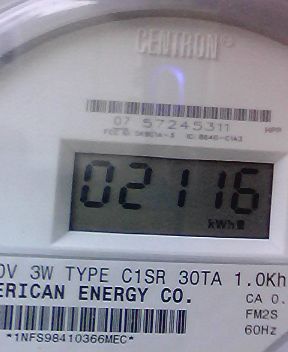 CENTRON®
07 57245311
HPP
02116
kWh
0V 3W TYPE C1SR 30TA 1.0Kh
ERICAN ENERGY CO.
CA 0.
FM2S
60Hz
*1NFS98410366MEC*